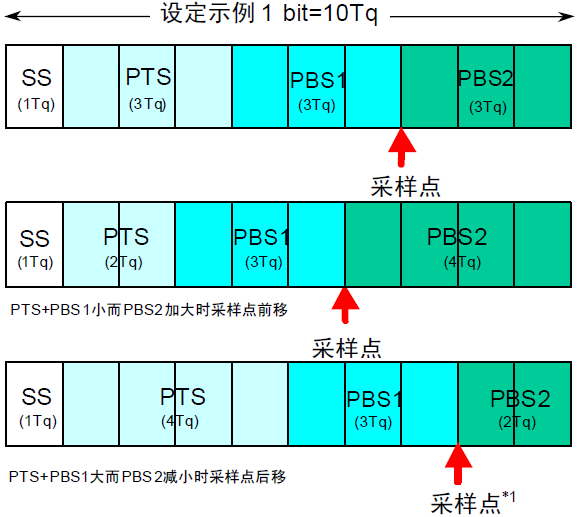 设定示例1 bit=10Tq
SS PTS PBS1 PBS2
(1Tq) (3Tq) (3Tq) (3Tq)
采样点
SS PTS PBS1 PBS2
(1Tq) (2Tq) (3Tq) (4Tq)
PTS+PBS1小而PBS2加大时采样点前移
采样点
SS PTS PBS1 PBS2
(1Tq) (4Tq) (3Tq) (2Tq)
PTS+PBS1大而PBS2减小时采样点后移
采样点*1